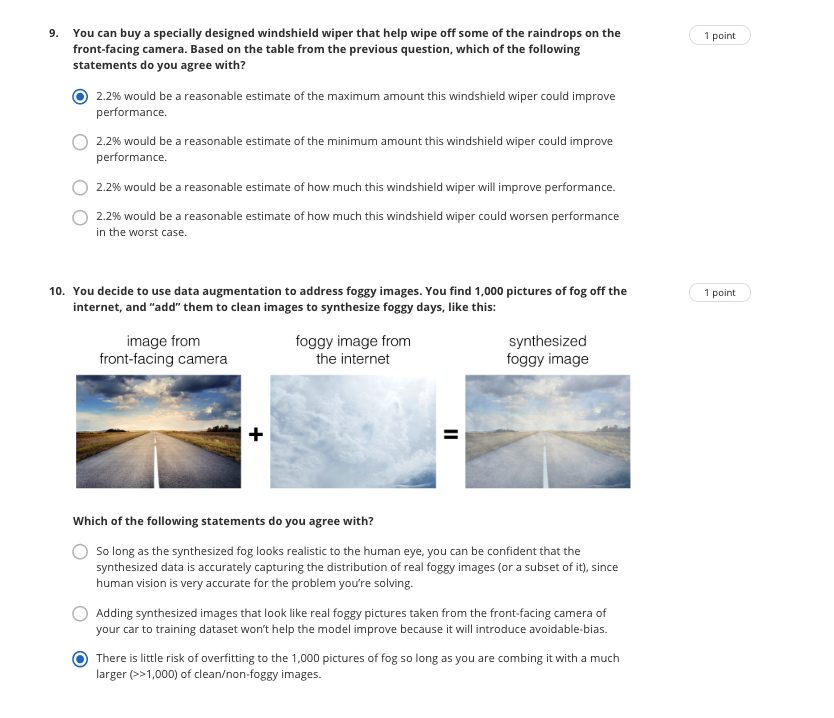 9. You can buy a specially designed windshield wiper that help wipe off some of the raindrops on the
1 point
front-facing camera. Based on the table from the previous question, which of the following
statements do you agree with?
2.2% would be a reasonable estimate of the maximum amount this windshield wiper could improve
performance.
2.2% would be a reasonable estimate of the minimum amount this windshield wiper could improve
performance.
2.2% would be a reasonable estimate of how much this windshield wiper will improve performance.
2.2% would be a reasonable estimate of how much this windshield wiper could worsen performance
in the worst case.
10. You decide to use data augmentation to address foggy images. You find 1,000 pictures of fog off the
1 point
internet, and “add” them to clean images to synthesize foggy days, like this:
image from
front-facing camera
foggy image from
the internet
synthesized
foggy image
+
=
Which of the following statements do you agree with?
So long as the synthesized fog looks realistic to the human eye, you can be confident that the
synthesized data is accurately capturing the distribution of real foggy images (or a subset of it), since
human vision is very accurate for the problem you’re solving.
Adding synthesized images that look like real foggy pictures taken from the front-facing camera of
your car to training dataset won’t help the model improve because it will introduce avoidable-bias.
There is little risk of overfitting to the 1,000 pictures of fog so long as you are combing it with a much
larger (>>1,000) of clean/non-foggy images.